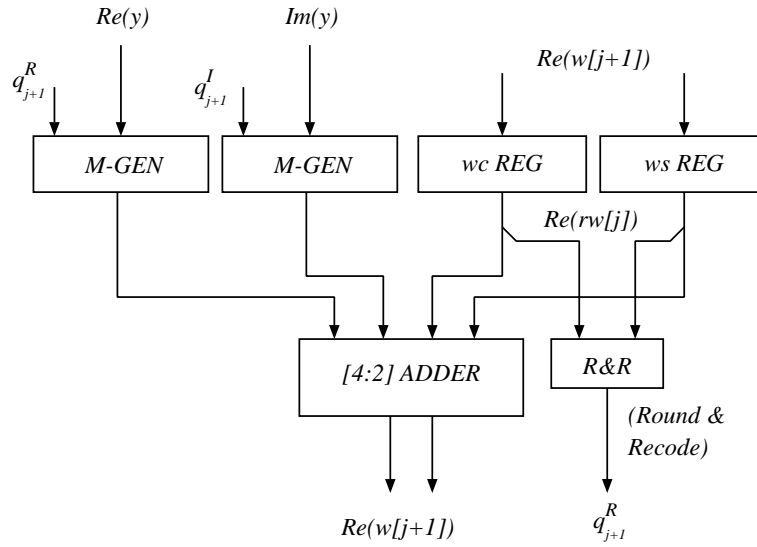 Re(y)
Im(y)
Re(w[j+1])
q^R_{j+1}
q^I_{j+1}
M-GEN
M-GEN
wc REG
ws REG
Re(rw[j])
[4:2] ADDER
R&R
(Round &
Recode)
Re(w[j+1])
q^R_{j+1}